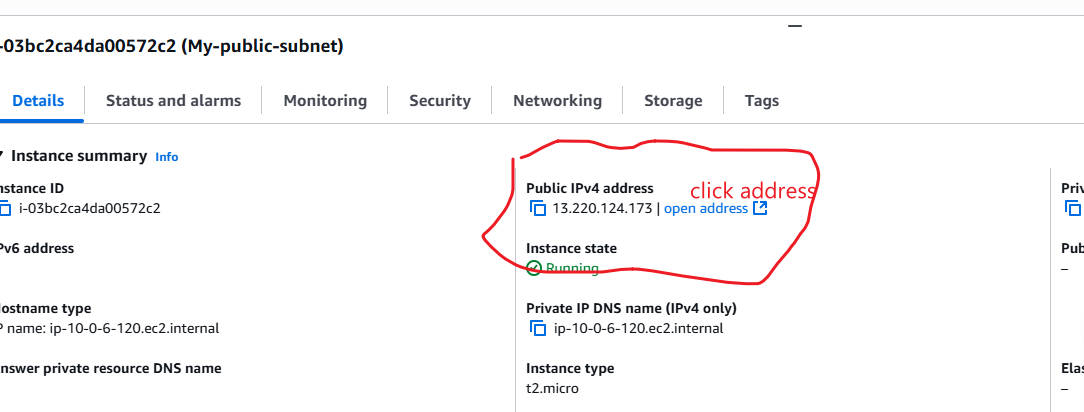 i-03bc2ca4da00572c2 (My-public-subnet)
Details Status and alarms Monitoring Security Networking Storage Tags
Instance summary Info
nstance ID
i-03bc2ca4da00572c2
Public IPv4 address
click address
13.220.124.173 | open address
Priv
Pv6 address
Instance state
Running
Pub
–
Hostname type
P name: ip-10-0-6-120.ec2.internal
Private IP DNS name (IPv4 only)
ip-10-0-6-120.ec2.internal
Answer private resource DNS name
Instance type
t2.micro
Elas
–